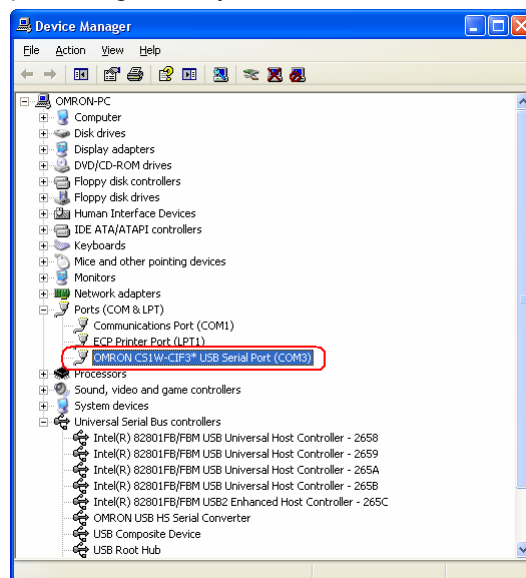 Device Manager
File Action View Help
OMRON-PC
Computer
Disk drives
Display adapters
DVD/CD-ROM drives
Floppy disk controllers
Floppy disk drives
Human Interface Devices
IDE ATA/ATAPI controllers
Keyboards
Mice and other pointing devices
Monitors
Network adapters
Ports (COM & LPT)
Communications Port (COM1)
ECP Printer Port (LPT1)
OMRON CS1W-CIF3* USB Serial Port (COM3)
Processors
Sound, video and game controllers
System devices
Universal Serial Bus controllers
Intel(R) 82801FB/FBM USB Universal Host Controller - 2658
Intel(R) 82801FB/FBM USB Universal Host Controller - 2659
Intel(R) 82801FB/FBM USB Universal Host Controller - 265A
Intel(R) 82801FB/FBM USB Universal Host Controller - 265B
Intel(R) 82801FB/FBM USB2 Enhanced Host Controller - 265C
OMRON USB HS Serial Converter
USB Composite Device
USB Root Hub